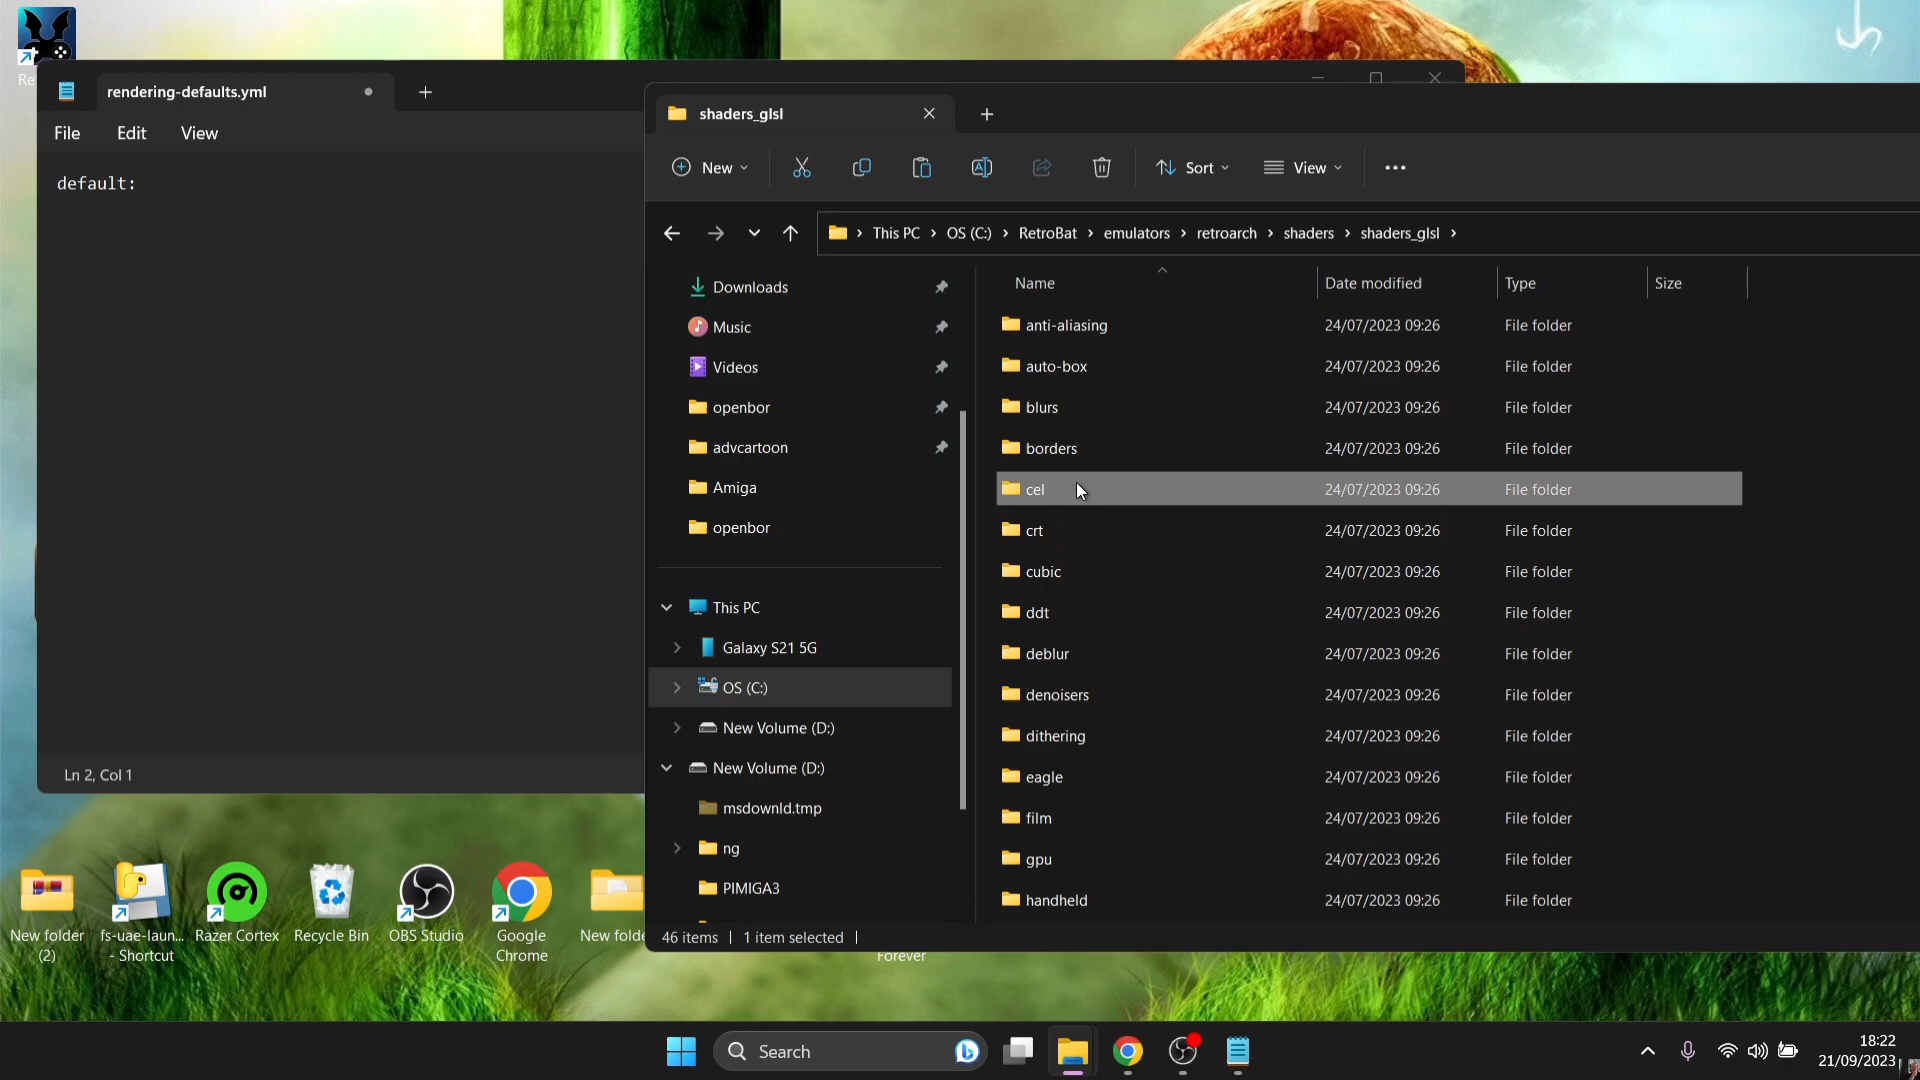 Re
rendering-defaults.yml
File Edit View
default:
Ln 2, Col 1
shaders_glsl
New Sort View
This PC OS (C:) RetroBat emulators retroarch shaders shaders_glsl
Downloads
Music
Videos
openbor
advcartoon
Amiga
openbor
This PC
Galaxy S21 5G
OS (C:)
New Volume (D:)
New Volume (D:)
msdownld.tmp
ng
PIMIGA3
Name Date modified Type Size
anti-aliasing 24/07/2023 09:26 File folder
auto-box 24/07/2023 09:26 File folder
blurs 24/07/2023 09:26 File folder
borders 24/07/2023 09:26 File folder
cel 24/07/2023 09:26 File folder
crt 24/07/2023 09:26 File folder
cubic 24/07/2023 09:26 File folder
ddt 24/07/2023 09:26 File folder
deblur 24/07/2023 09:26 File folder
denoisers 24/07/2023 09:26 File folder
dithering 24/07/2023 09:26 File folder
eagle 24/07/2023 09:26 File folder
film 24/07/2023 09:26 File folder
gpu 24/07/2023 09:26 File folder
handheld 24/07/2023 09:26 File folder
46 items 1 item selected
New folder
(2)
fs-uae-laun...
- Shortcut
Razer Cortex
Recycle Bin
OBS Studio
Google
Chrome
New folde
Forever
Search
18:22
21/09/2023